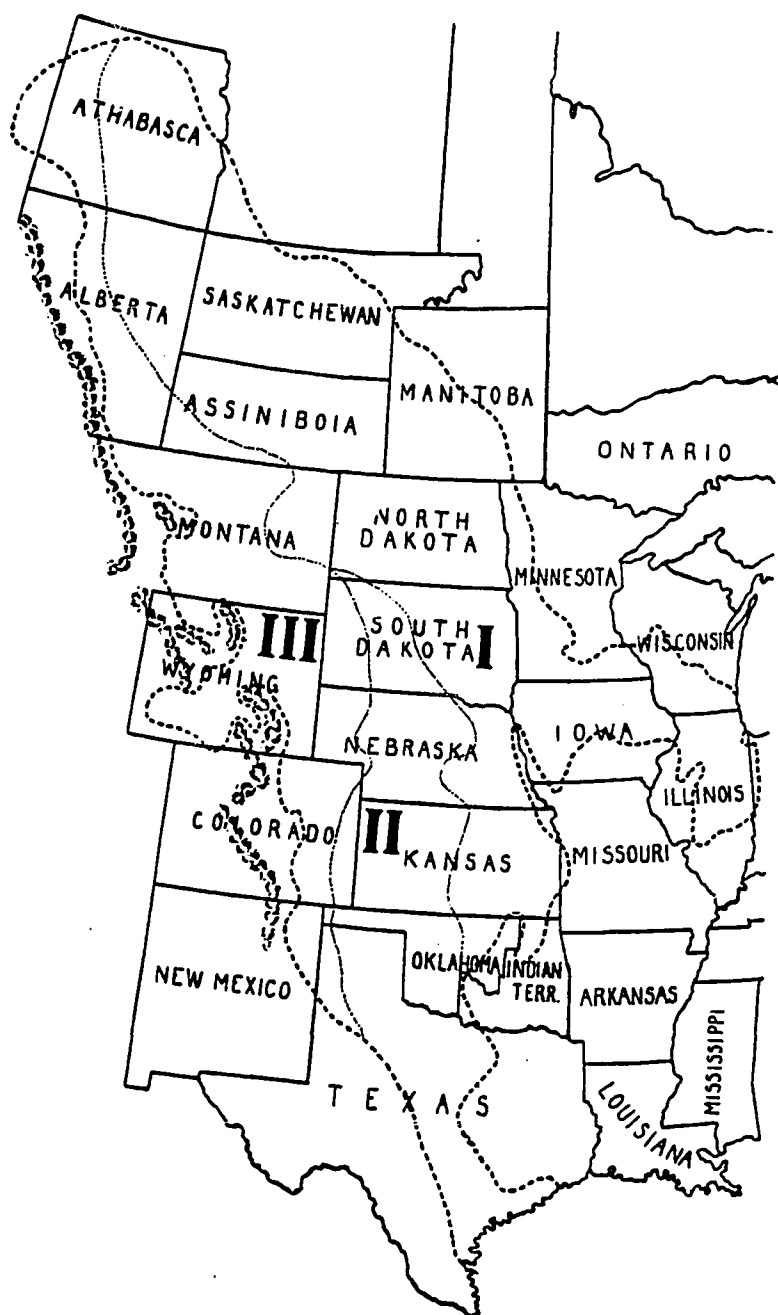 ATHABASCA
ALBERTA
SASKATCHEWAN
ASSINIBOIA
MANITOBA
ONTARIO
MONTANA
NORTH
DAKOTA
MINNESOTA
WISCONSIN
SOUTH
DAKOTA
I
III
WYOMING
NEBRASKA
IOWA
ILLINOIS
COLORADO
II
KANSAS
MISSOURI
NEW MEXICO
OKLAHOMA
INDIAN
TERR.
ARKANSAS
MISSISSIPPI
TEXAS
LOUISIANA